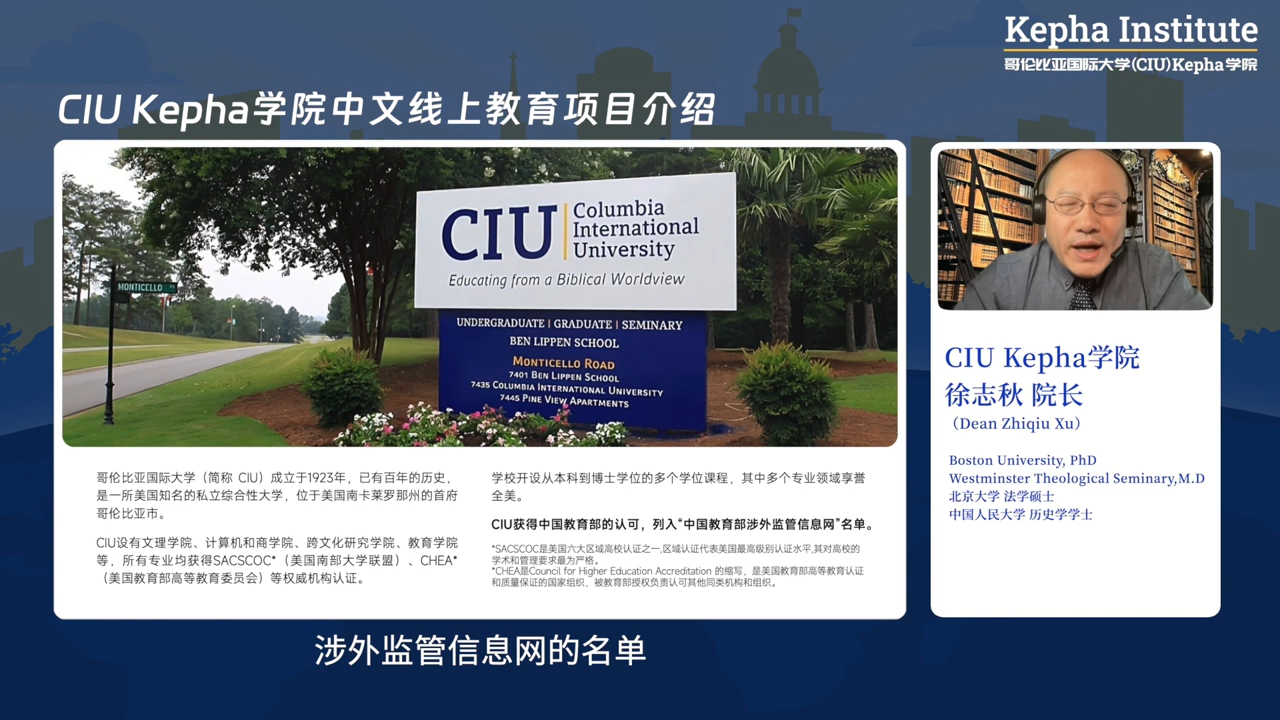 Kepha Institute
哥伦比亚国际大学(CIU)Kepha学院
CIU Kepha学院中文线上教育项目介绍
MONTICELLO
CIU
Columbia
International
University
Educating from a Biblical Worldview
UNDERGRADUATE | GRADUATE | SEMINARY
BEN LIPPEN SCHOOL
MONTICELLO ROAD
7401 BEN LIPPEN SCHOOL
7435 COLUMBIA INTERNATIONAL UNIVERSITY
7445 PINE VIEW APARTMENTS
哥伦比亚国际大学（简称 CIU）成立于1923年，已有百年的历史，
是一所美国知名的私立综合性大学，位于美国南卡莱罗那州的首府
哥伦比亚市。
CIU设有文理学院、计算机和商学院、跨文化研究学院、教育学院
等，所有专业均获得SACSCOC*（美国南部大学联盟）、CHEA*
（美国教育部高等教育委员会）等权威机构认证。
学校开设从本科到博士学位的多个学位课程，其中多个专业领域享誉
全美。
CIU获得中国教育部的认可，列入“中国教育部涉外监管信息网”名单。
*SACSCOC是美国六大区域高校认证之一,区域认证代表美国最高级别认证水平,其对高校的
学术和管理要求最为严格。
*CHEA是Council for Higher Education Accreditation 的缩写，是美国教育部高等教育认证
和质量保证的国家组织，被教育部授权负责认可其他同类机构和组织。
CIU Kepha学院
徐志秋 院长
（Dean Zhiqiu Xu）
Boston University, PhD
Westminster Theological Seminary,M.D
北京大学 法学硕士
中国人民大学 历史学学士
涉外监管信息网的名单